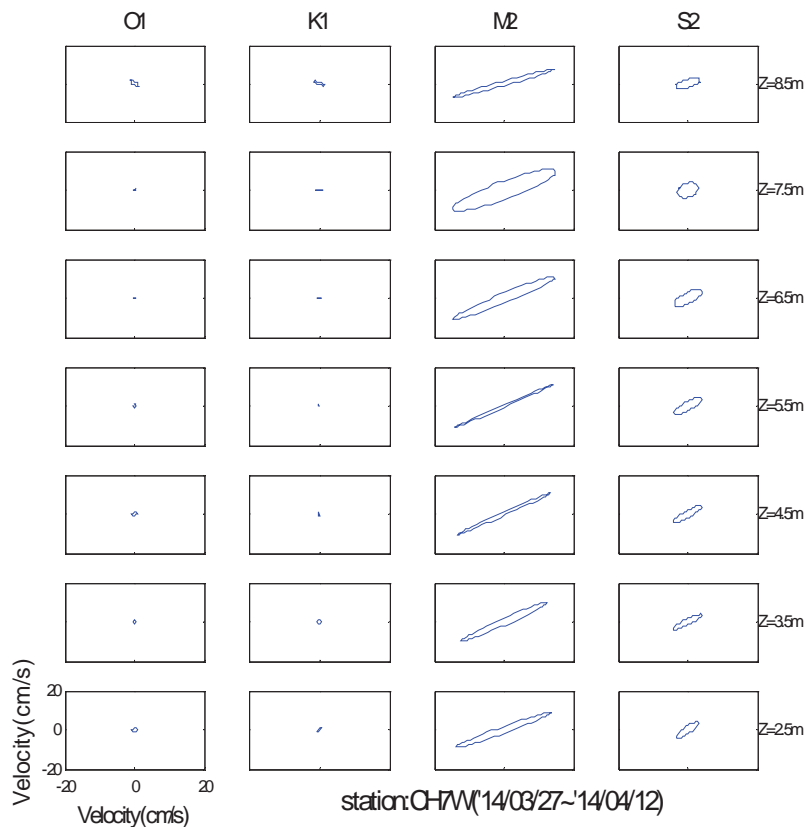 O1 K1 M2 S2
Z=8.5m
Z=7.5m
Z=6.5m
Z=5.5m
Z=4.5m
Z=3.5m
Z=2.5m
Velocity(cm/s)
20
0
-20
-20 0 20
Velocity(cm/s)
station:CH7W('14/03/27~'14/04/12)